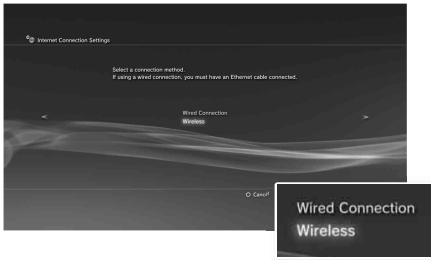 Internet Connection Settings
Select a connection method.
If using a wired connection, you must have an Ethernet cable connected.
Wired Connection
Wireless
Wired Connection
Wireless